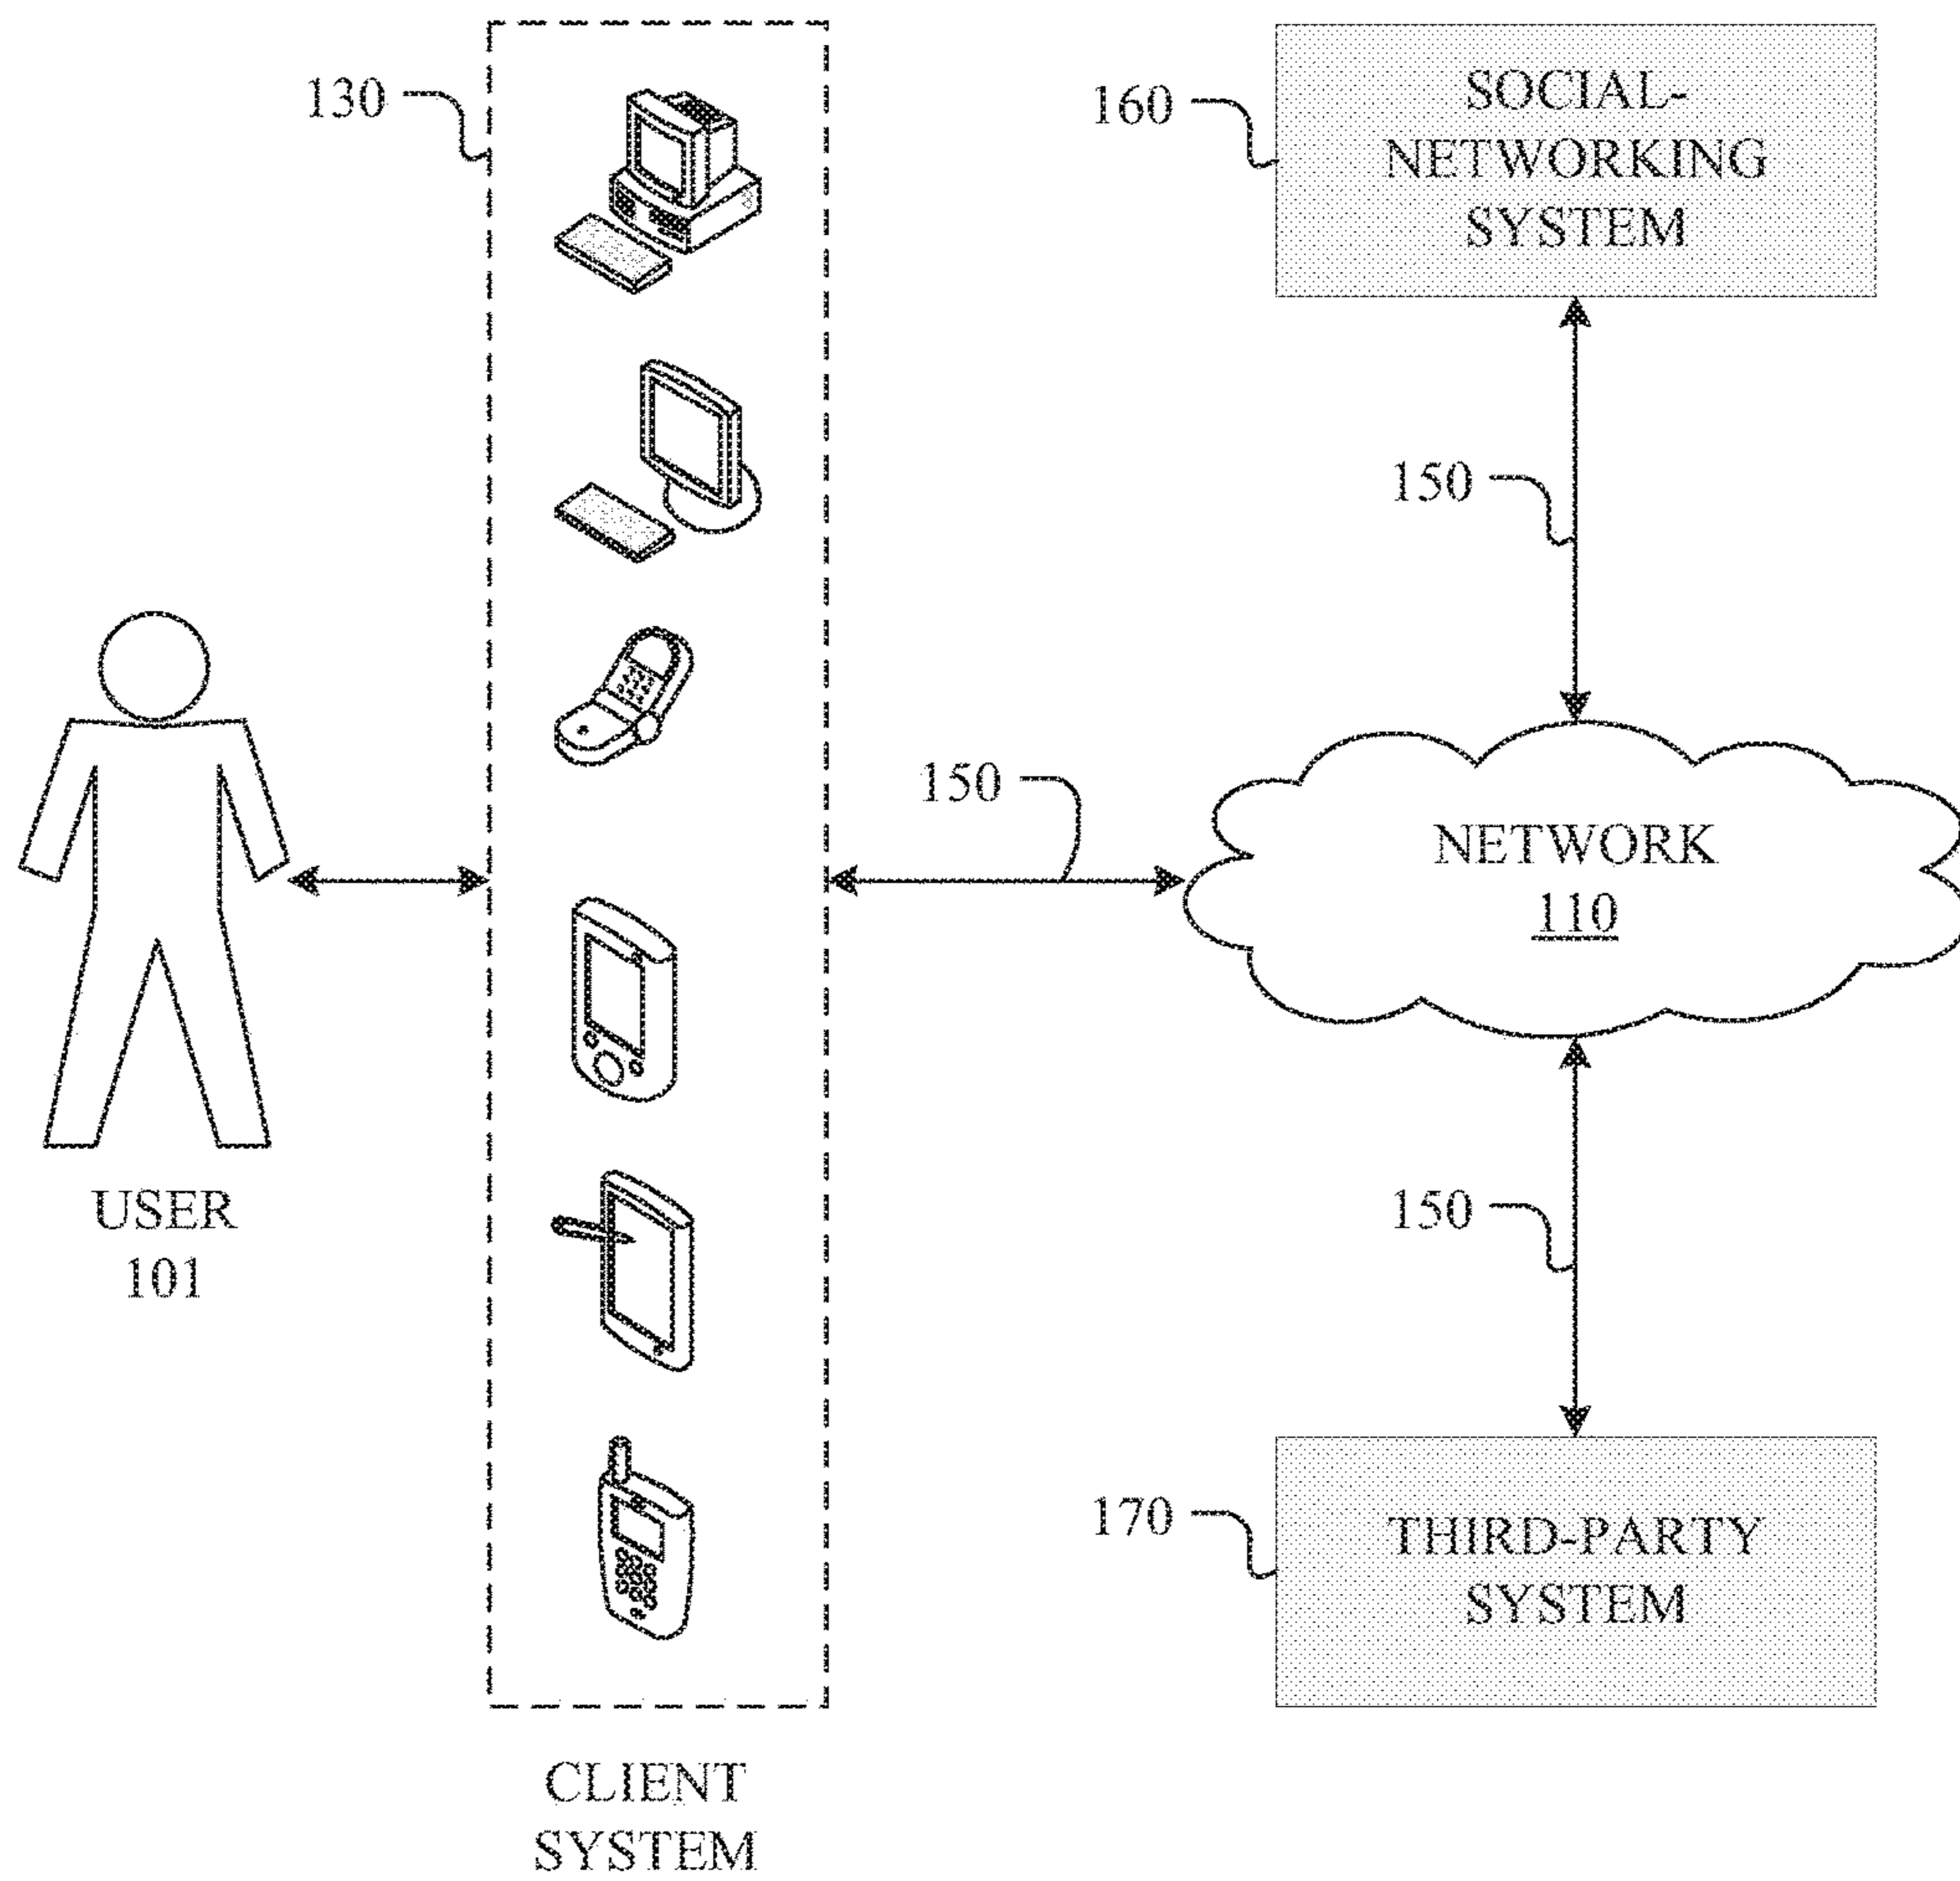 130
160
SOCIAL-
NETWORKING
SYSTEM
150
150
NETWORK
110
USER
101
150
170
THIRD-PARTY
SYSTEM
CLIENT
SYSTEM